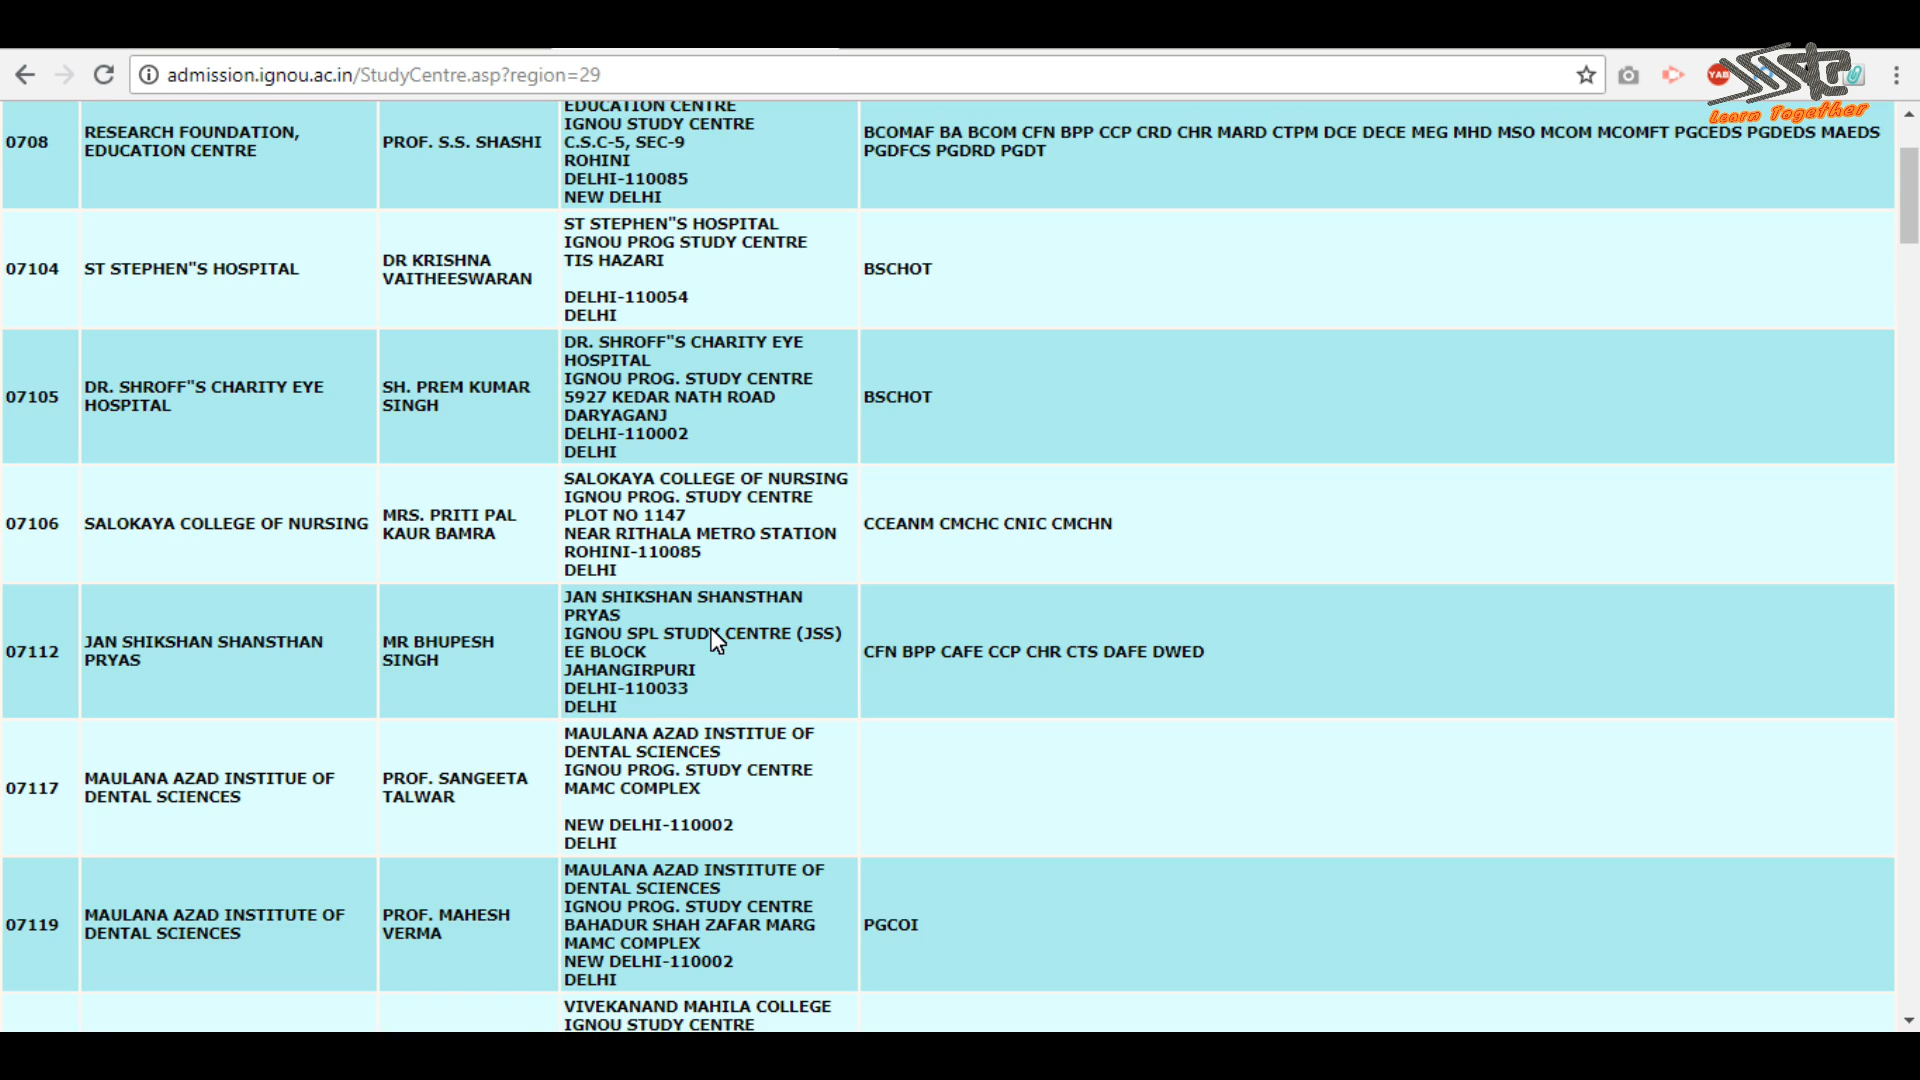 admission.ignou.ac.in/StudyCentre.asp?region=29
YAB
Learn Together
0708
RESEARCH FOUNDATION,
EDUCATION CENTRE
PROF. S.S. SHASHI
EDUCATION CENTRE
IGNOU STUDY CENTRE
C.S.C-5, SEC-9
ROHINI
DELHI-110085
NEW DELHI
BCOMAF BA BCOM CFN BPP CCP CRD CHR MARD CTPM DCE DECE MEG MHD MSO MCOM MCOMFT PGCEDS PGDEDS MAEDS
PGDFCS PGDRD PGDT
07104
ST STEPHEN"S HOSPITAL
DR KRISHNA
VAITHEESWARAN
ST STEPHEN"S HOSPITAL
IGNOU PROG STUDY CENTRE
TIS HAZARI
DELHI-110054
DELHI
BSCHOT
07105
DR. SHROFF"S CHARITY EYE
HOSPITAL
SH. PREM KUMAR
SINGH
DR. SHROFF"S CHARITY EYE
HOSPITAL
IGNOU PROG. STUDY CENTRE
5927 KEDAR NATH ROAD
DARYAGANJ
DELHI-110002
DELHI
BSCHOT
07106
SALOKAYA COLLEGE OF NURSING
MRS. PRITI PAL
KAUR BAMRA
SALOKAYA COLLEGE OF NURSING
IGNOU PROG. STUDY CENTRE
PLOT NO 1147
NEAR RITHALA METRO STATION
ROHINI-110085
DELHI
CCEANM CMCHC CNIC CMCHN
07112
JAN SHIKSHAN SHANSTHAN
PRYAS
MR BHUPESH
SINGH
JAN SHIKSHAN SHANSTHAN
PRYAS
IGNOU SPL STUDY CENTRE (JSS)
EE BLOCK
JAHANGIRPURI
DELHI-110033
DELHI
CFN BPP CAFE CCP CHR CTS DAFE DWED
07117
MAULANA AZAD INSTITUE OF
DENTAL SCIENCES
PROF. SANGEETA
TALWAR
MAULANA AZAD INSTITUE OF
DENTAL SCIENCES
IGNOU PROG. STUDY CENTRE
MAMC COMPLEX
NEW DELHI-110002
DELHI
07119
MAULANA AZAD INSTITUTE OF
DENTAL SCIENCES
PROF. MAHESH
VERMA
MAULANA AZAD INSTITUTE OF
DENTAL SCIENCES
IGNOU PROG. STUDY CENTRE
BAHADUR SHAH ZAFAR MARG
MAMC COMPLEX
NEW DELHI-110002
DELHI
PGCOI
VIVEKANAND MAHILA COLLEGE
IGNOU STUDY CENTRE